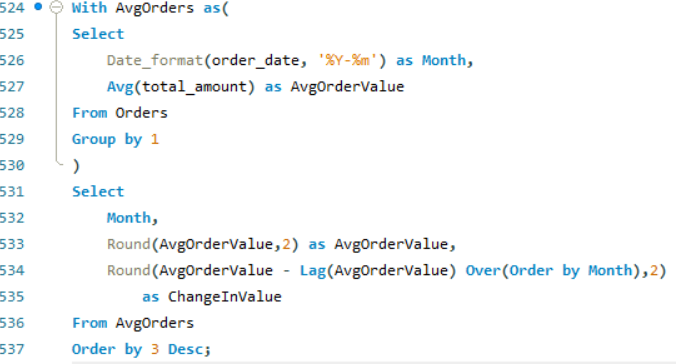 524 With AvgOrders as(
525 Select
526 Date_format(order_date, '%Y-%m') as Month,
527 Avg(total_amount) as AvgOrderValue
528 From Orders
529 Group by 1
530 )
531 Select
532 Month,
533 Round(AvgOrderValue,2) as AvgOrderValue,
534 Round(AvgOrderValue - Lag(AvgOrderValue) Over(Order by Month),2)
535 as ChangeInValue
536 From AvgOrders
537 Order by 3 Desc;